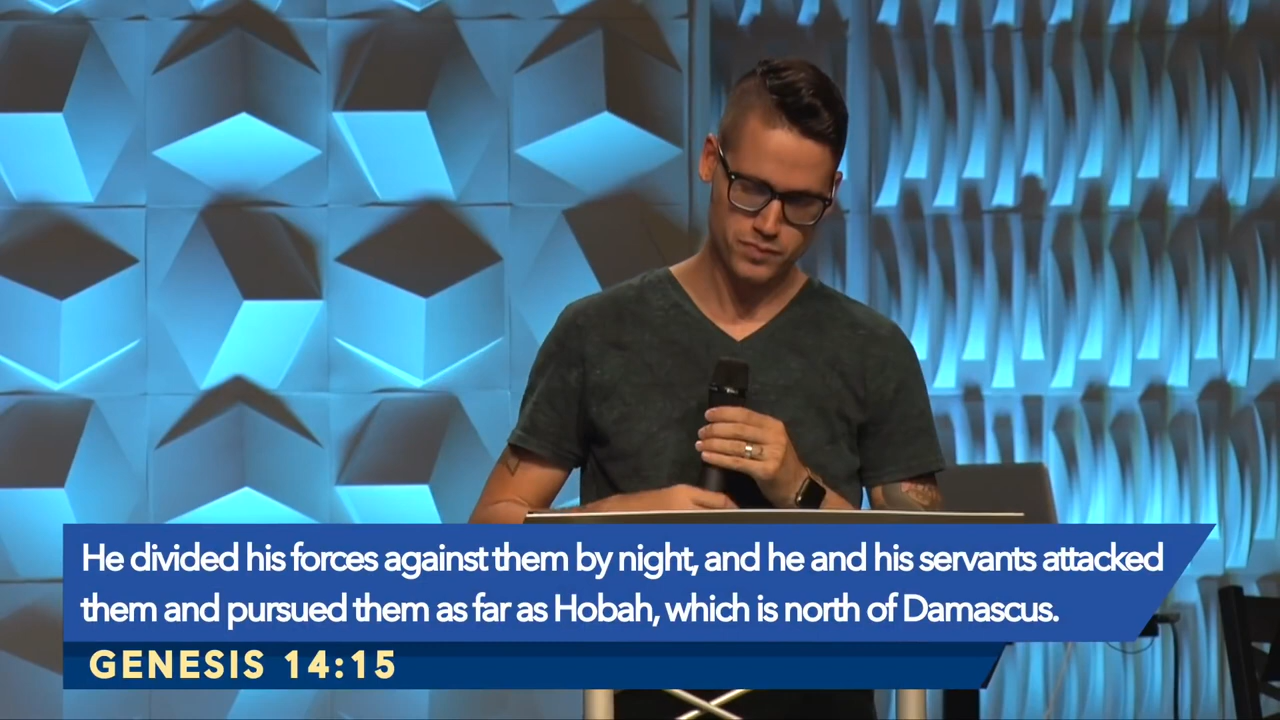 He divided his forces against them by night, and he and his servants attacked
them and pursued them as far as Hobah, which is north of Damascus.
GENESIS 14:15